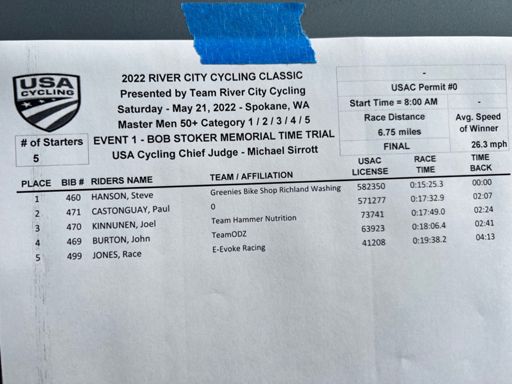 USA
CYCLING
2022 RIVER CITY CYCLING CLASSIC
Presented by Team River City Cycling
Saturday - May 21, 2022 - Spokane, WA
Master Men 50+ Category 1 / 2 / 3 / 4 / 5
EVENT 1 - BOB STOKER MEMORIAL TIME TRIAL
USA Cycling Chief Judge - Michael Sirrott
# of Starters
5
-
USAC Permit #0
Start Time = 8:00 AM -
Race Distance Avg. Speed of Winner
6.75 miles
FINAL 26.3 mph
PLACE BIB # RIDERS NAME TEAM / AFFILIATION USAC LICENSE RACE TIME TIME BACK
1 460 HANSON, Steve Greenies Bike Shop Richland Washing 582350 0:15:25.3 00:00
2 471 CASTONGUAY, Paul 0 571277 0:17:32.9 02:07
3 470 KINNUNEN, Joel Team Hammer Nutrition 73741 0:17:49.0 02:24
4 469 BURTON, John TeamODZ 63923 0:18:06.4 02:41
5 499 JONES, Race E-Evoke Racing 41208 0:19:38.2 04:13